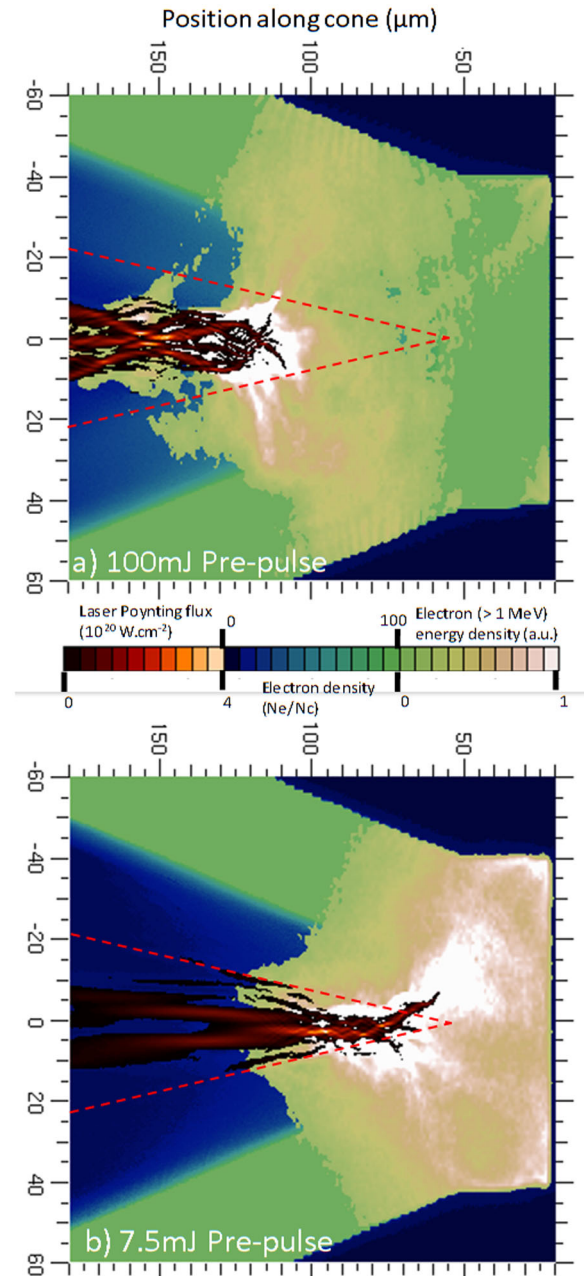 Position along cone (μm)
150
100
50
-60
-40
-20
0
20
40
60
a) 100mJ Pre-pulse
Laser Poynting flux
(10²⁰ W.cm⁻²)
0
100
Electron (> 1 MeV)
energy density (a.u.)
0
4
Electron density
(Ne/Nc)
0
1
150
100
50
-60
-40
-20
0
20
40
60
b) 7.5mJ Pre-pulse